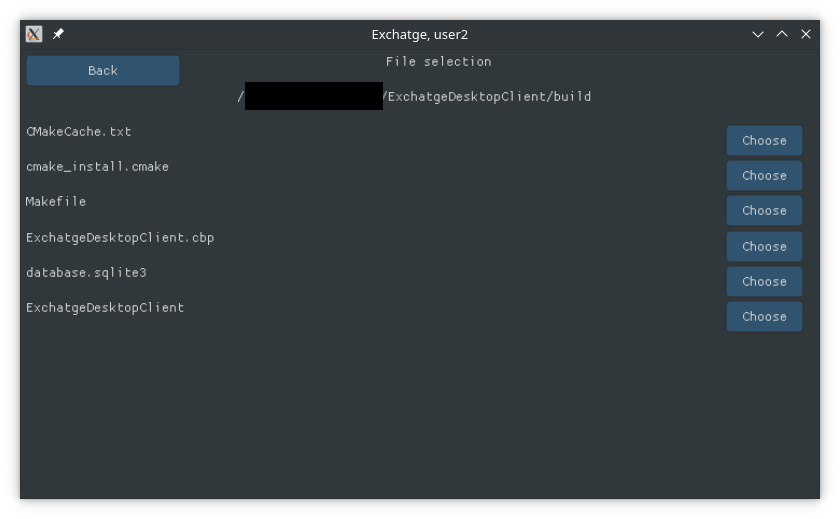 Exchatge, user2
Back
File selection
/ /ExchatgeDesktopClient/build
CMakeCache.txt
Choose
cmake_install.cmake
Choose
Makefile
Choose
ExchatgeDesktopClient.cbp
Choose
database.sqlite3
Choose
ExchatgeDesktopClient
Choose